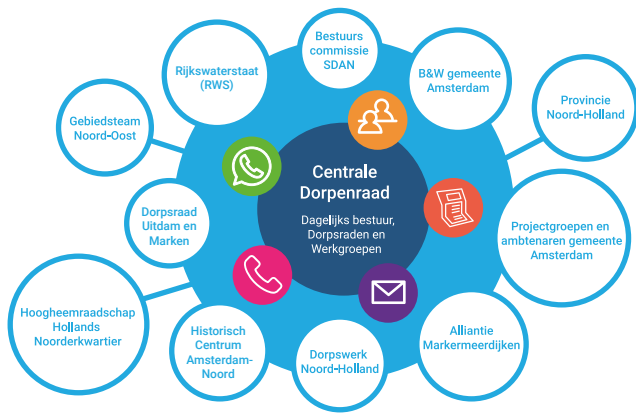 Bestuurs
commissie
SDAN
B&W gemeente
Amsterdam
Provincie
Noord-Holland
Projectgroepen en
ambtenaren gemeente
Amsterdam
Alliantie
Markermeerdijken
Dorpswerk
Noord-Holland
Historisch
Centrum
Amsterdam-
Noord
Hoogheemraadschap
Hollands
Noorderkwartier
Dorpsraad
Uitdam en
Marken
Gebiedsteam
Noord-Oost
Rijkswaterstaat
(RWS)
Centrale
Dorpenraad
Dagelijks bestuur,
Dorpsraden en
Werkgroepen